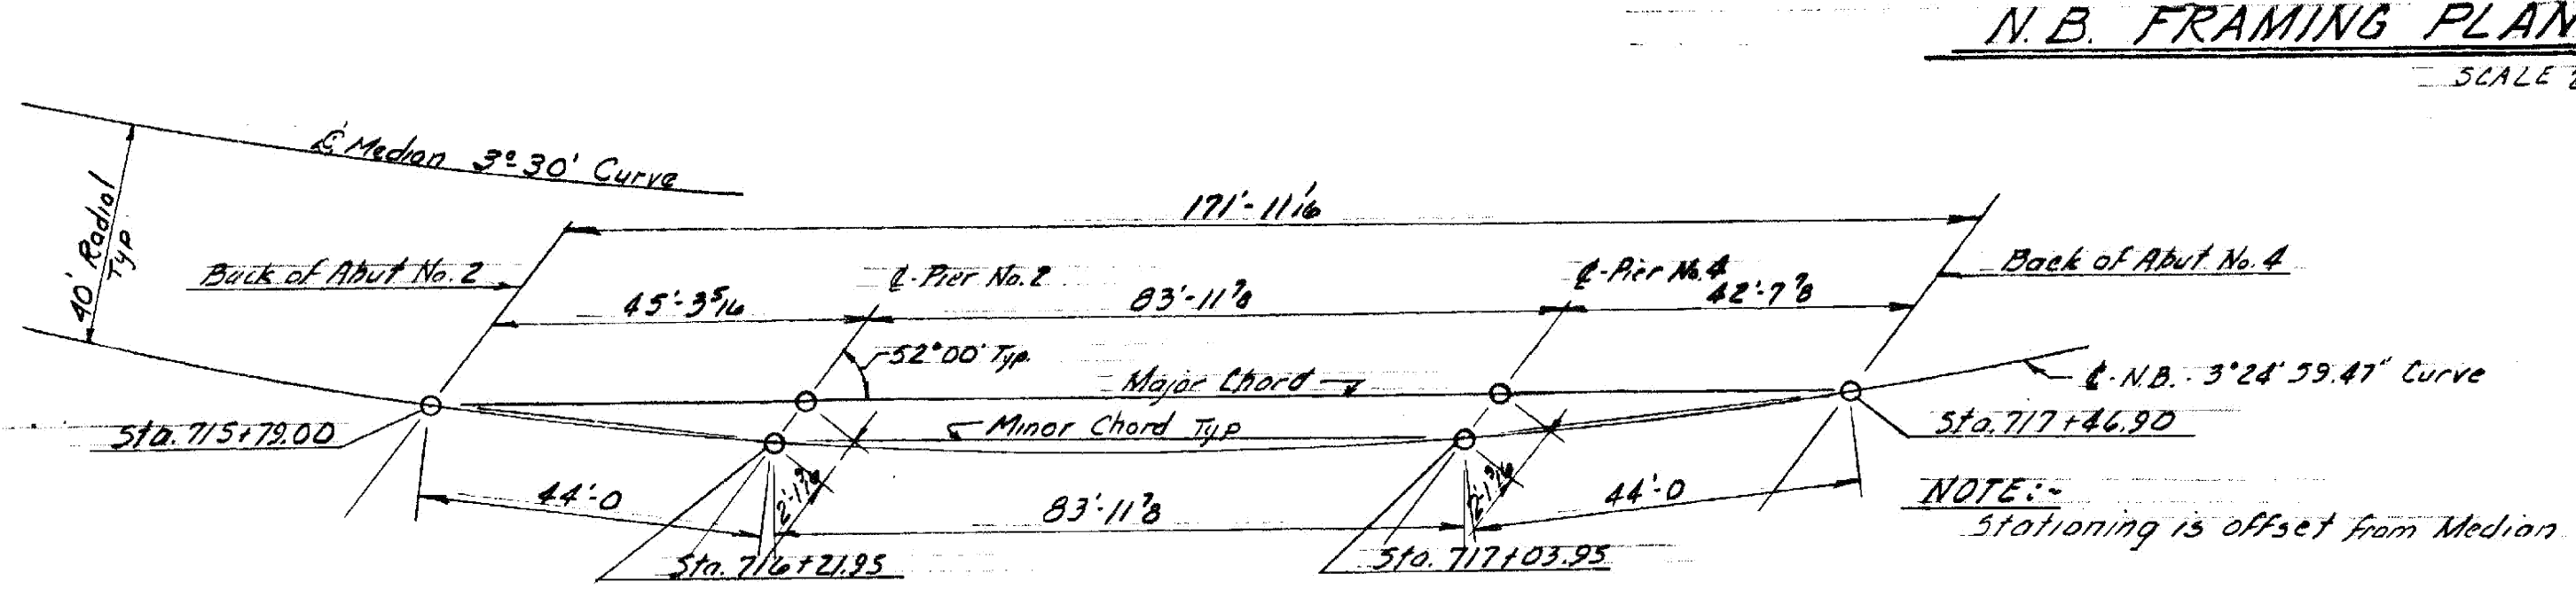 N.B. FRAMING PLAN
SCALE
℄ Median 3°30' Curve
40' Radial
Typ
171'-11 1/16
Back of Abut No. 2
℄-Pier No. 2
℄-Pier No. 4
Back of Abut. No. 4
45'-3 5/16
83'-11 7/8
42'-7 7/8
52°00' Typ.
Major Chord
℄-N.B.- 3°24' 59.47" Curve
Sta. 715+79.00
Minor Chord Typ
Sta. 717+46.90
44'-0
83'-11 7/8
44'-0
Sta. 716+21.95
Sta. 717+03.95
NOTE:-
Stationing is offset from Median